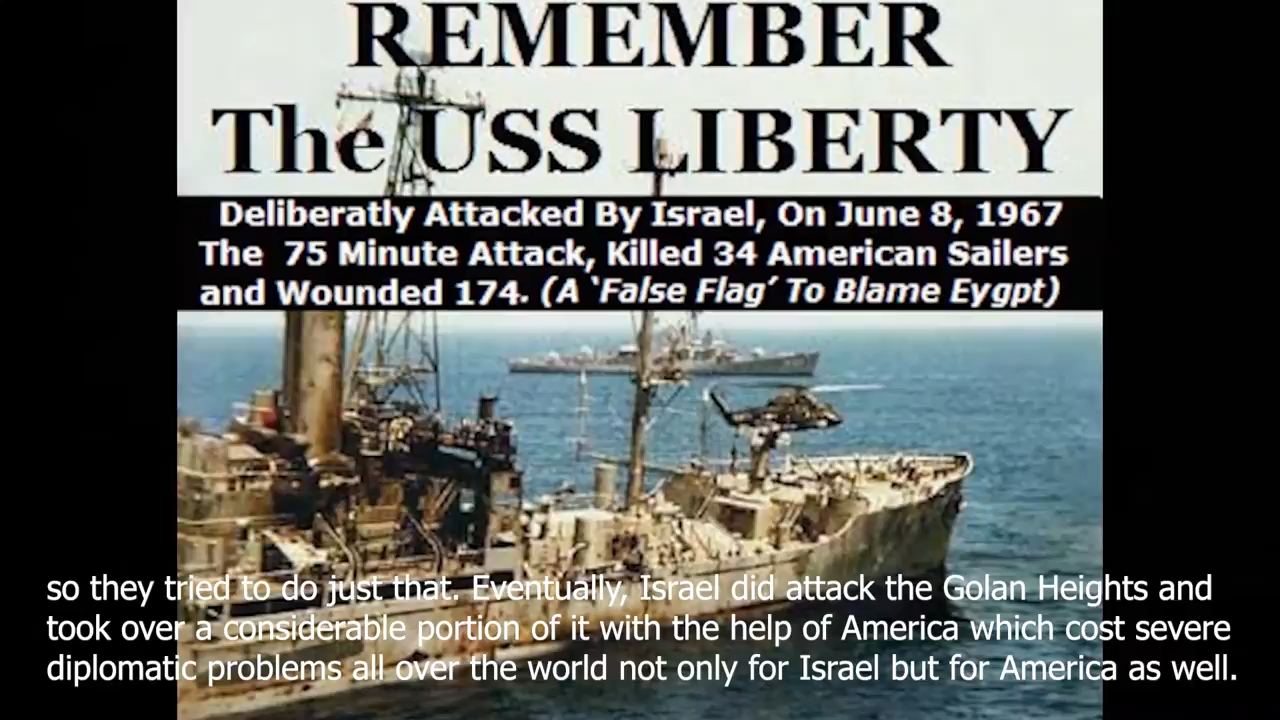 REMEMBER
The USS LIBERTY
Deliberatly Attacked By Israel, On June 8, 1967
The 75 Minute Attack, Killed 34 American Sailers
and Wounded 174. (A ‘False Flag’ To Blame Eygpt)
so they tried to do just that. Eventually, Israel did attack the Golan Heights and
took over a considerable portion of it with the help of America which cost severe
diplomatic problems all over the world not only for Israel but for America as well.